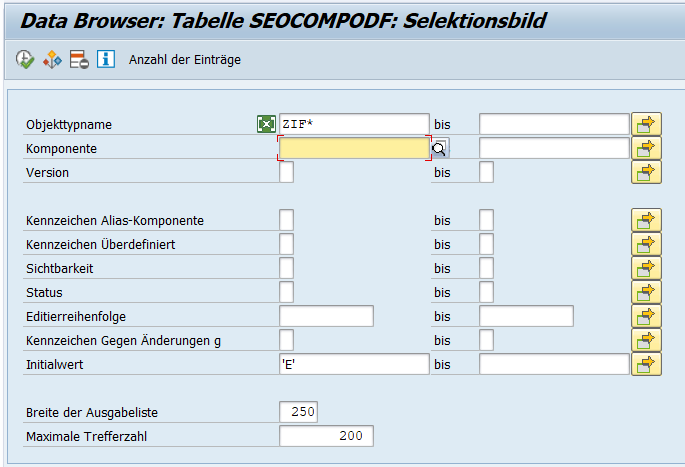 Data Browser: Tabelle SEOCOMPODF: Selektionsbild
Anzahl der Einträge
Objekttypname ZIF* bis
Komponente
Version bis
Kennzeichen Alias-Komponente bis
Kennzeichen Überdefiniert bis
Sichtbarkeit bis
Status bis
Editierreihenfolge bis
Kennzeichen Gegen Änderungen g bis
Initialwert 'E' bis
Breite der Ausgabeliste 250
Maximale Trefferzahl 200